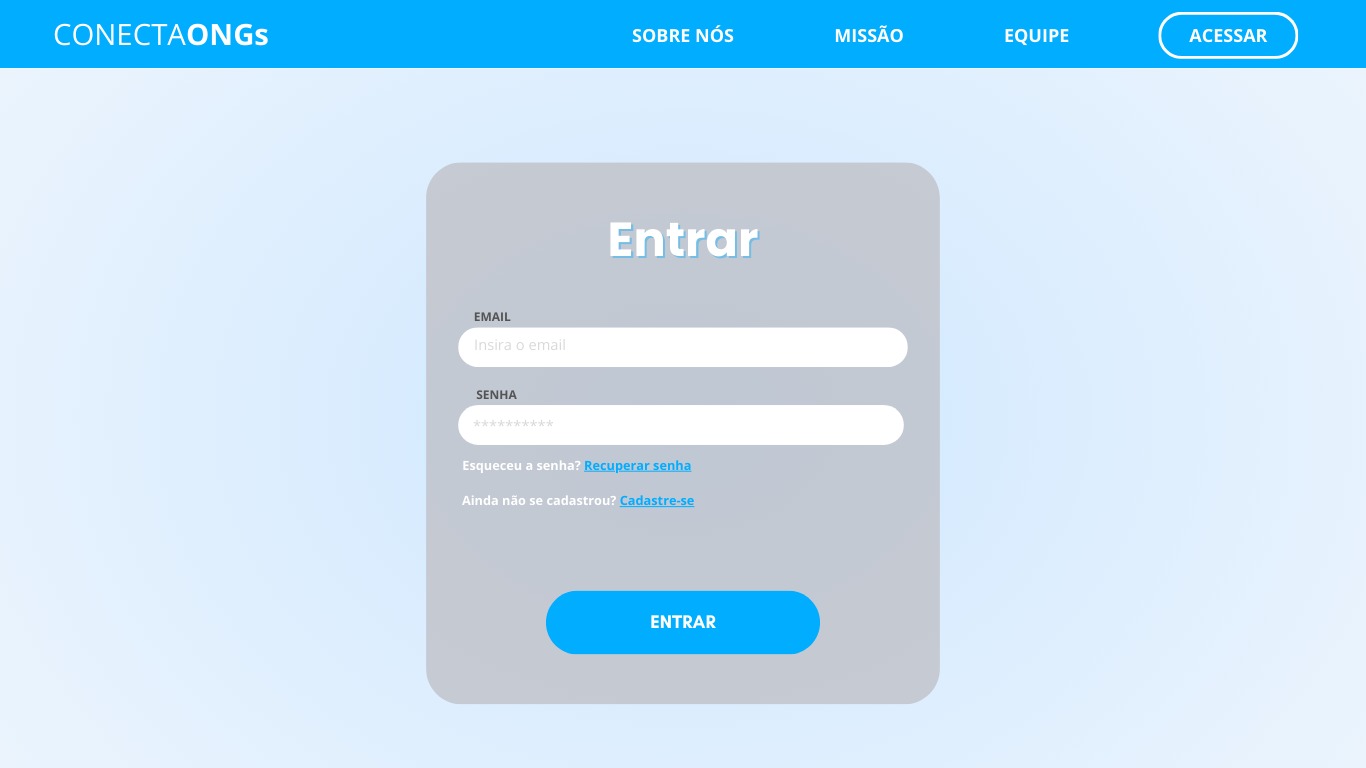 CONECTAONGs
SOBRE NÓS
MISSÃO
EQUIPE
ACESSAR
Entrar
EMAIL
Insira o email
SENHA
**********
Esqueceu a senha? Recuperar senha
Ainda não se cadastrou? Cadastre-se
ENTRAR